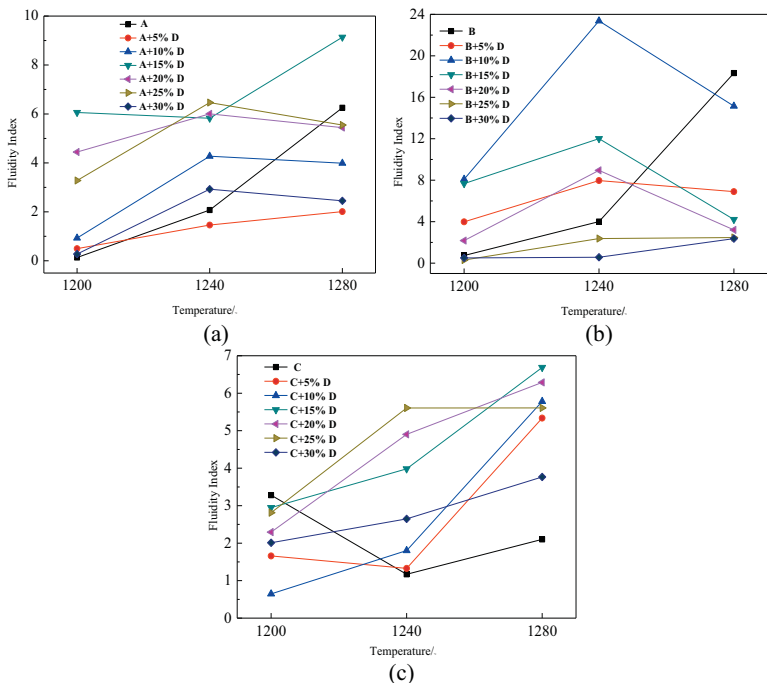 10
8
6
4
2
0
Fluidity Index
A
A+5% D
A+10% D
A+15% D
A+20% D
A+25% D
A+30% D
1200
1240
1280
Temperature/.
(a)
24
20
16
12
8
4
0
Fluidity Index
B
B+5% D
B+10% D
B+15% D
B+20% D
B+25% D
B+30% D
1200
1240
1280
Temperature/.
(b)
7
6
5
4
3
2
1
0
Fluidity Index
C
C+5% D
C+10% D
C+15% D
C+20% D
C+25% D
C+30% D
1200
1240
1280
Temperature/.
(c)